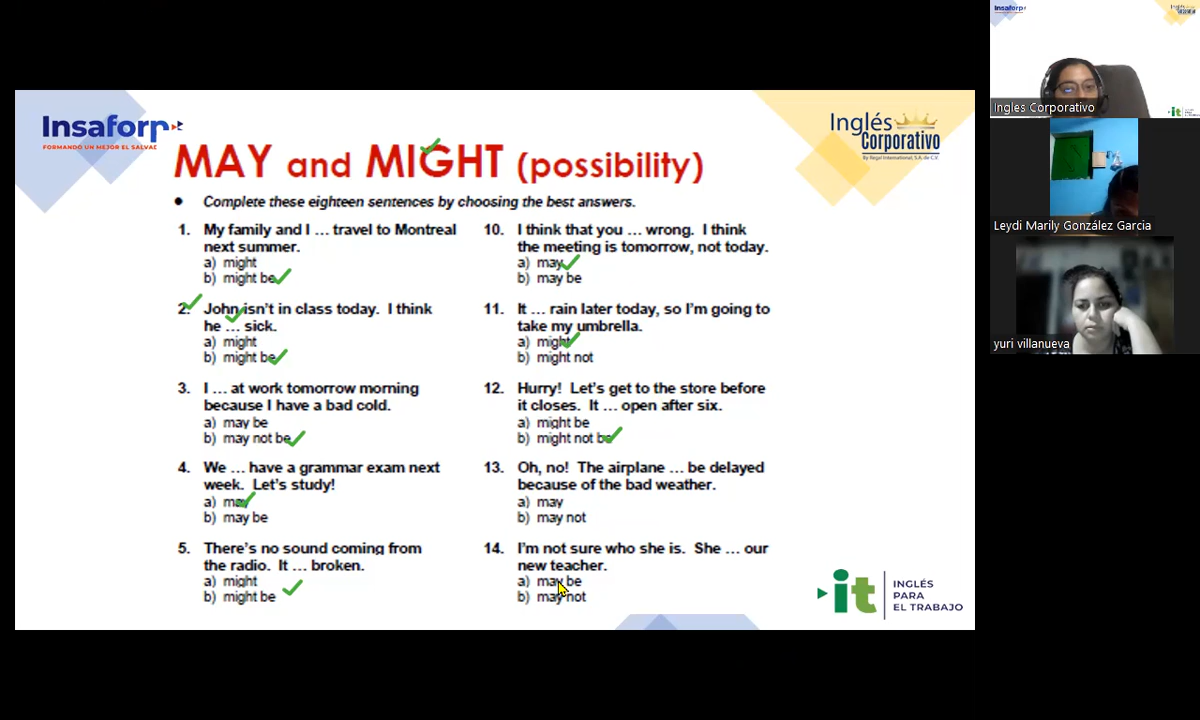 Insaforp
FORMANDO UN MEJOR EL SALVAD
Inglés
Corporativo
By Regal International, S.A. de C.V.
MAY and MIGHT (possibility)
• Complete these eighteen sentences by choosing the best answers.
1. My family and I … travel to Montreal
next summer.
a) might
b) might be
2. John isn't in class today. I think
he … sick.
a) might
b) might be
3. I … at work tomorrow morning
because I have a bad cold.
a) may be
b) may not be
4. We … have a grammar exam next
week. Let's study!
a) may
b) may be
5. There's no sound coming from
the radio. It … broken.
a) might
b) might be
10. I think that you … wrong. I think
the meeting is tomorrow, not today.
a) may
b) may be
11. It … rain later today, so I'm going to
take my umbrella.
a) might
b) might not
12. Hurry! Let's get to the store before
it closes. It … open after six.
a) might be
b) might not be
13. Oh, no! The airplane … be delayed
because of the bad weather.
a) may
b) may not
14. I'm not sure who she is. She … our
new teacher.
a) may be
b) may not
it
INGLÉS
PARA
EL TRABAJO
Insaforp
Ingles Corporativo
it
Leydi Marily González Garcia
yuri villanueva